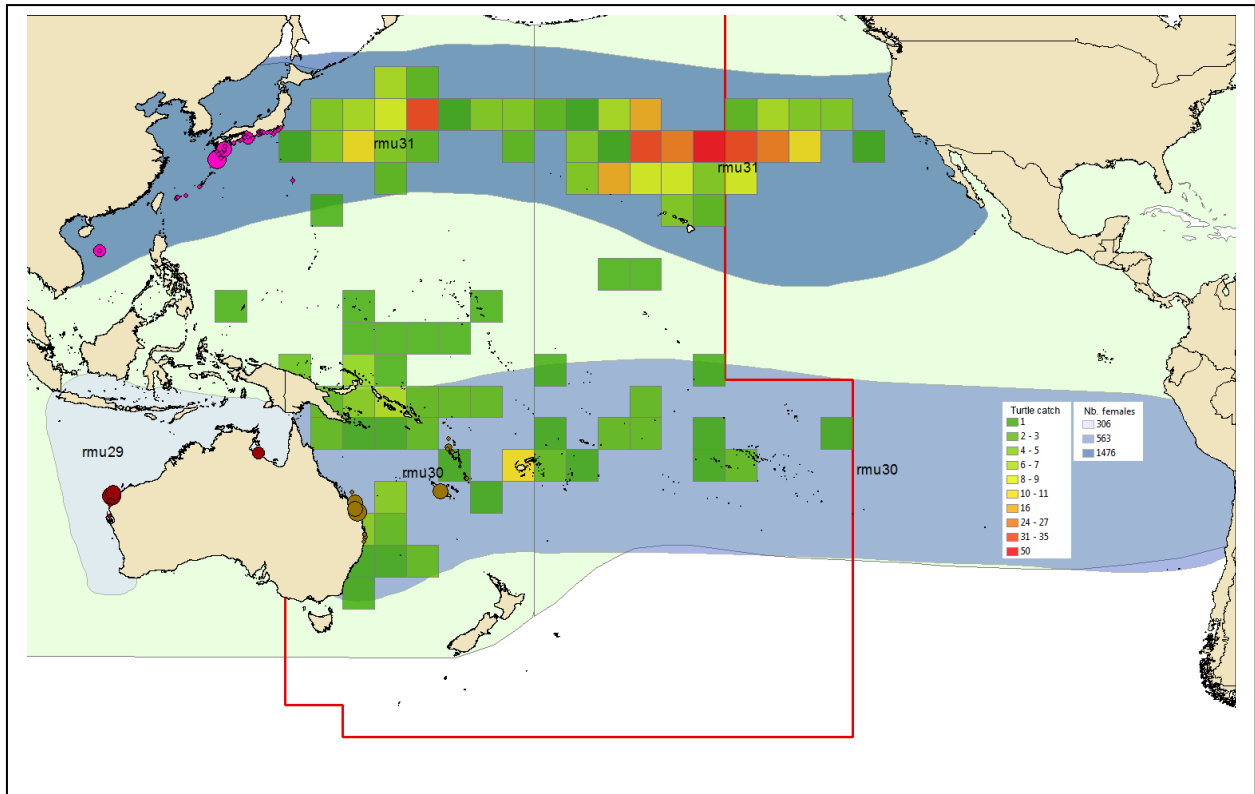 rmu31
rmu31
rmu29
rmu30
rmu30
Turtle catch
1
2 - 3
4 - 5
6 - 7
8 - 9
10 - 11
16
24 - 27
31 - 35
50
Nb. females
306
563
1476